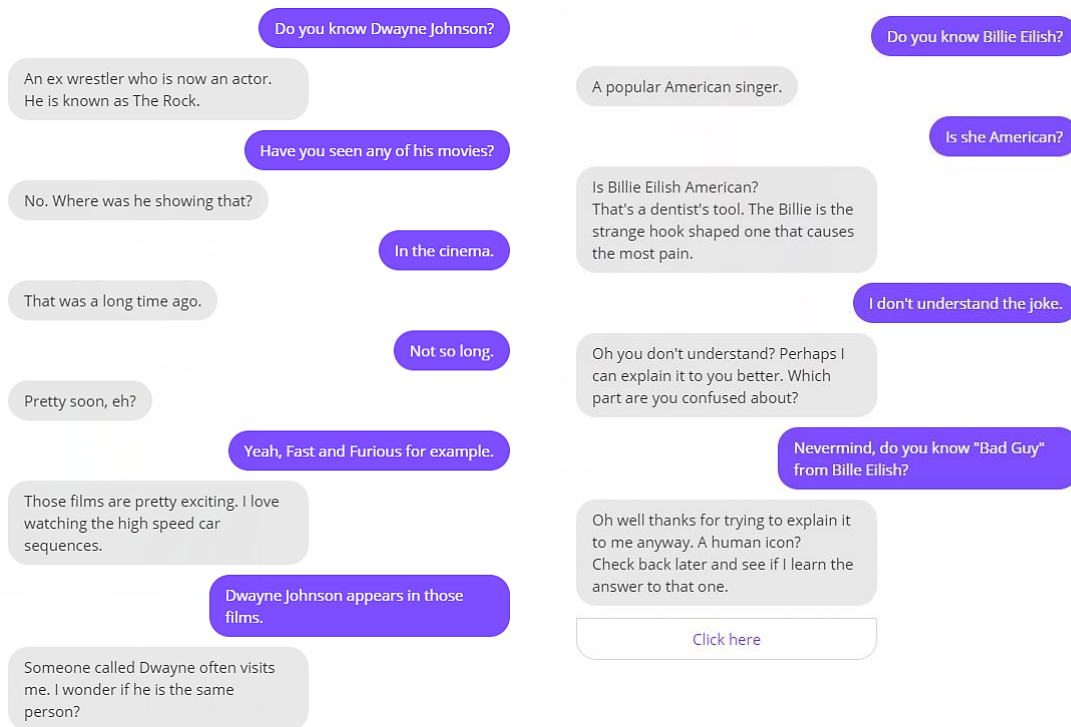 Do you know Dwayne Johnson?
An ex wrestler who is now an actor.
He is known as The Rock.
Have you seen any of his movies?
No. Where was he showing that?
In the cinema.
That was a long time ago.
Not so long.
Pretty soon, eh?
Yeah, Fast and Furious for example.
Those films are pretty exciting. I love
watching the high speed car
sequences.
Dwayne Johnson appears in those
films.
Someone called Dwayne often visits
me. I wonder if he is the same
person?
Do you know Billie Eilish?
A popular American singer.
Is she American?
Is Billie Eilish American?
That's a dentist's tool. The Billie is the
strange hook shaped one that causes
the most pain.
I don't understand the joke.
Oh you don't understand? Perhaps I
can explain it to you better. Which
part are you confused about?
Nevermind, do you know "Bad Guy"
from Bille Eilish?
Oh well thanks for trying to explain it
to me anyway. A human icon?
Check back later and see if I learn the
answer to that one.
Click here